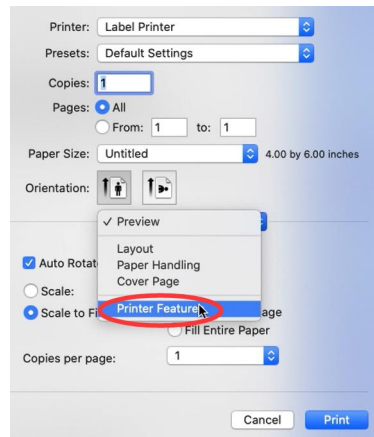 Printer: Label Printer
Presets: Default Settings
Copies: 1
Pages: All
From: 1 to: 1
Paper Size: Untitled 4.00 by 6.00 inches
Orientation:
✓ Preview
Layout
Auto Rotat
Paper Handling
Cover Page
Scale:
Printer Feature
Scale to Fi age
Fill Entire Paper
Copies per page: 1
Cancel Print